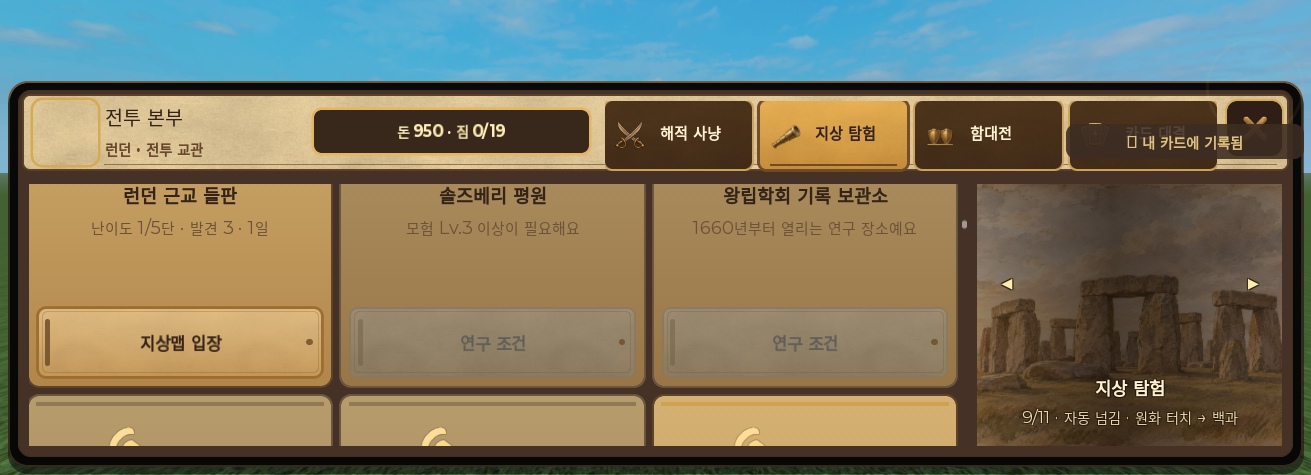 전투 본부
런던 · 전투 교관
돈 950 · 짐 0/19
해적 사냥
지상 탐험
함대전
카드 대결
내 카드에 기록됨
런던 근교 들판
난이도 1/5단 · 발견 3 · 1일
지상맵 입장
솔즈베리 평원
모험 Lv.3 이상이 필요해요
연구 조건
왕립학회 기록 보관소
1660년부터 열리는 연구 장소예요
연구 조건
지상 탐험
9/11 · 자동 넘김 · 원화 터치 → 백과